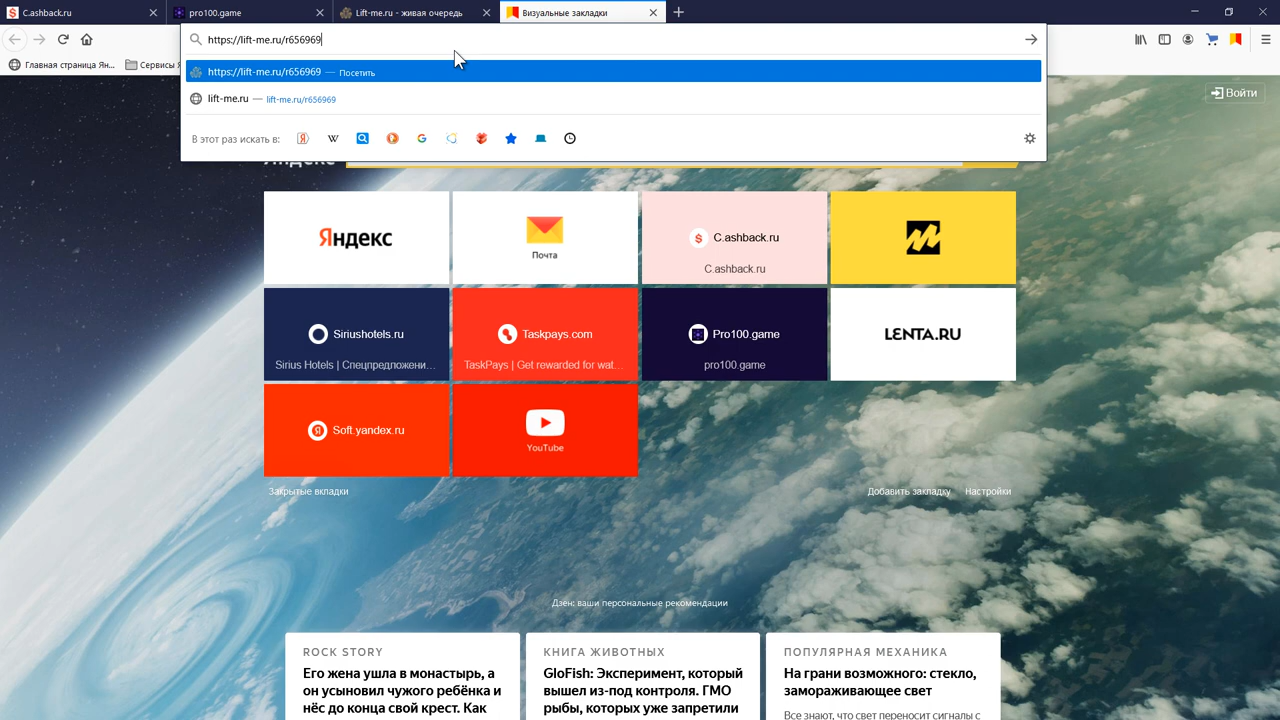 C.ashback.ru
pro100.game
Lift-me.ru - живая очередь
Визуальные закладки
https://lift-me.ru/r656969
Главная страница Ян...
Сервисы Я
https://lift-me.ru/r656969 — Посетить
lift-me.ru — lift-me.ru/r656969
В этот раз искать в:
Войти
Яндекс
Яндекс
Почта
C.ashback.ru
C.ashback.ru
Siriushotels.ru
Sirius Hotels | Спецпредложени...
Taskpays.com
TaskPays | Get rewarded for wat...
Pro100.game
pro100.game
LENTA.RU
Soft.yandex.ru
YouTube
Закрытые вкладки
Добавить закладку
Настройки
Дзен: ваши персональные рекомендации
ROCK STORY
Его жена ушла в монастырь, а
он усыновил чужого ребёнка и
нёс до конца свой крест. Как
КНИГА ЖИВОТНЫХ
GloFish: Эксперимент, который
вышел из-под контроля. ГМО
рыбы, которых уже запретили
ПОПУЛЯРНАЯ МЕХАНИКА
На грани возможного: стекло,
замораживающее свет
Все знают, что свет переносит сигналы с